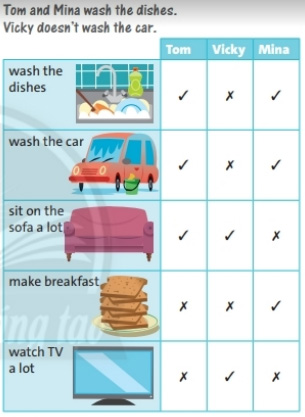 Tom and Mina wash the dishes.
Vicky doesn't wash the car.
Tom Vicky Mina
wash the
dishes
✓ ✗ ✓
wash the car
✓ ✗ ✓
sit on the
sofa a lot
✓ ✓ ✗
make breakfast
✗ ✗ ✓
watch TV
a lot
✗ ✓ ✗